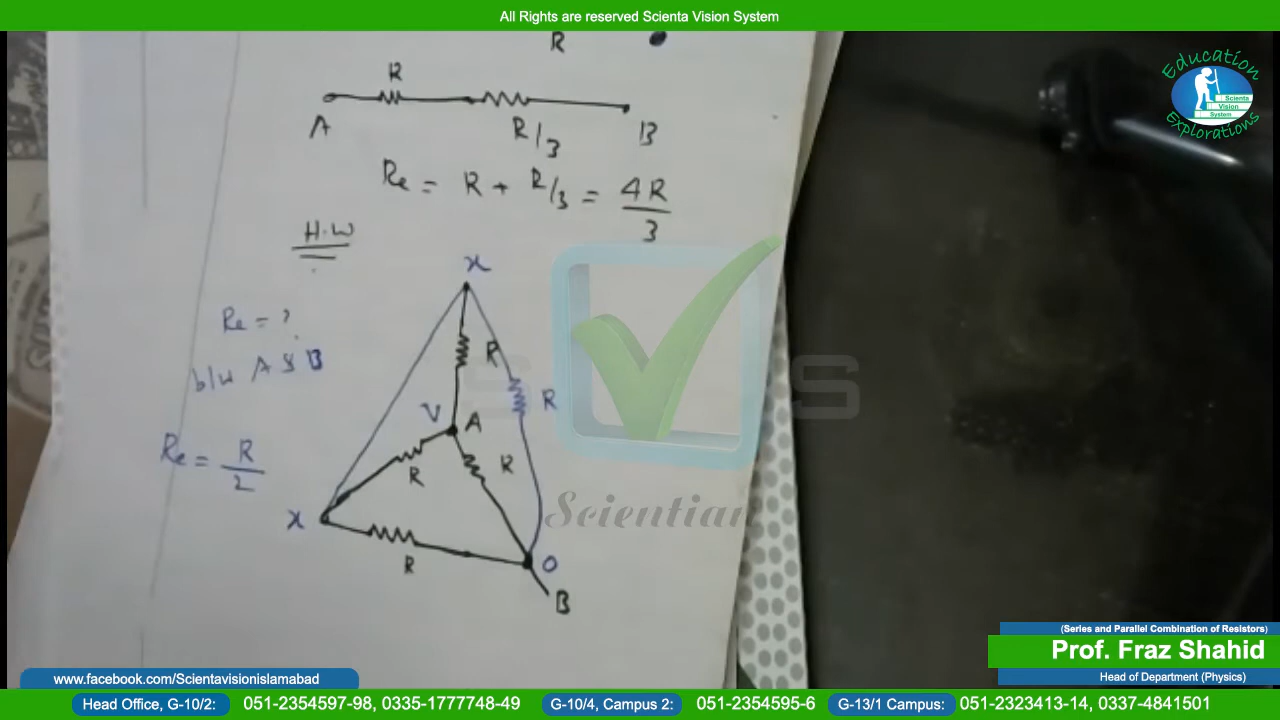 All Rights are reserved Scienta Vision System
R
R
A
R/3
B
Re = R + R/3 = 4R/3
H.W
x
Re = ?
b/w A & B
R
R
V
A
Re = R/2
R
R
x
R
O
B
Education
Scienta
Vision
System
Explorations
S S
Scientian
(Series and Parallel Combination of Resistors)
Prof. Fraz Shahid
Head of Department (Physics)
www.facebook.com/Scientavisionislamabad
Head Office, G-10/2: 051-2354597-98, 0335-1777748-49 G-10/4, Campus 2: 051-2354595-6 G-13/1 Campus: 051-2323413-14, 0337-4841501